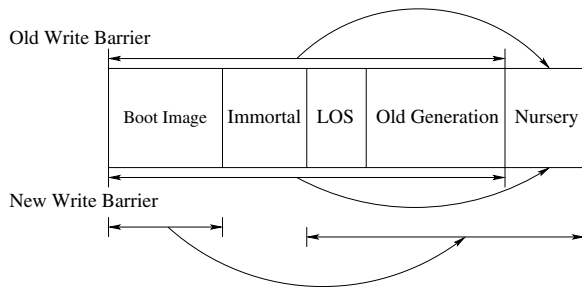 Old Write Barrier
Boot Image Immortal LOS Old Generation Nursery
New Write Barrier